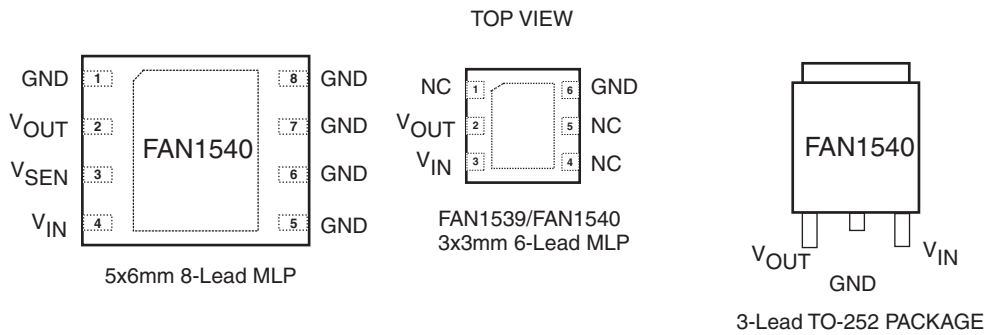 TOP VIEW
GND 1 8 GND
VOUT 2 7 GND
VSEN 3 6 GND
VIN 4 5 GND
FAN1540
5x6mm 8-Lead MLP
NC 1 6 GND
VOUT 2 5 NC
VIN 3 4 NC
FAN1539/FAN1540
3x3mm 6-Lead MLP
FAN1540
VOUT
GND
VIN
3-Lead TO-252 PACKAGE